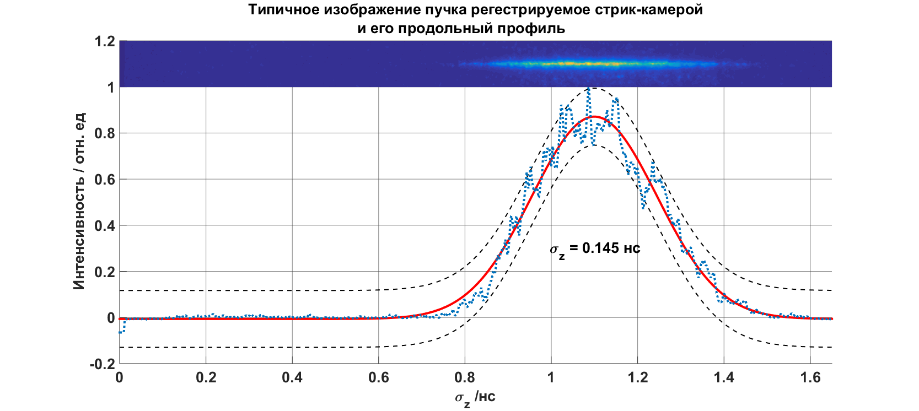 Типичное изображение пучка регестрируемое стрик-камерой
и его продольный профиль
1.2
1
0.8
0.6
0.4
0.2
0
-0.2
Интенсивность / отн. ед
σz = 0.145 нс
0 0.2 0.4 0.6 0.8 1 1.2 1.4 1.6
σz /нс